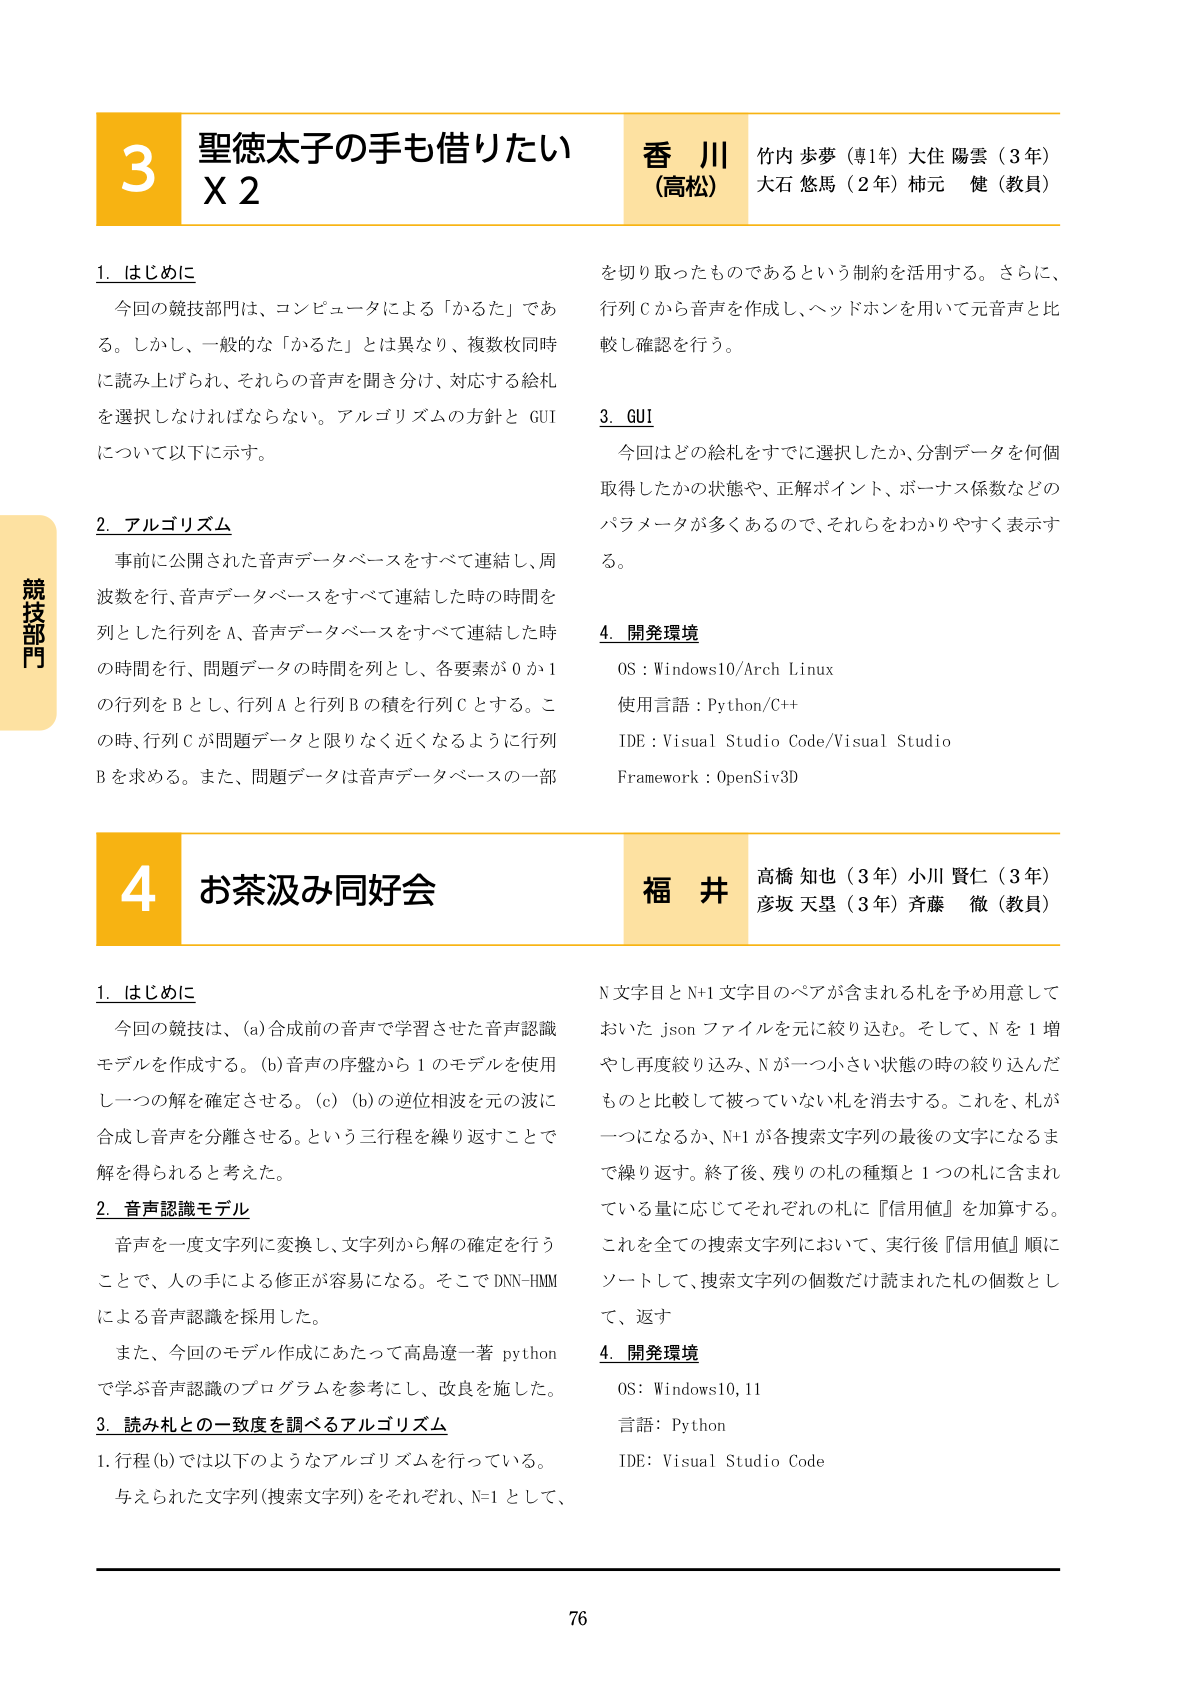 3
聖徳太子の手も借りたい
X 2
香 川
(高松)
竹内 歩夢（専1年）大住 陽雲（3年）
大石 悠馬（2年）柿元 健（教員）
1. はじめに
今回の競技部門は、コンピュータによる「かるた」であ
る。しかし、一般的な「かるた」とは異なり、複数枚同時
に読み上げられ、それらの音声を聞き分け、対応する絵札
を選択しなければならない。アルゴリズムの方針と GUI
について以下に示す。
2. アルゴリズム
事前に公開された音声データベースをすべて連結し、周
波数を行、音声データベースをすべて連結した時の時間を
列とした行列を A、音声データベースをすべて連結した時
の時間を行、問題データの時間を列とし、各要素が 0 か 1
の行列を B とし、行列 A と行列 B の積を行列 C とする。こ
の時、行列 C が問題データと限りなく近くなるように行列
B を求める。また、問題データは音声データベースの一部
を切り取ったものであるという制約を活用する。さらに、
行列 C から音声を作成し、ヘッドホンを用いて元音声と比
較し確認を行う。
3. GUI
今回はどの絵札をすでに選択したか、分割データを何個
取得したかの状態や、正解ポイント、ボーナス係数などの
パラメータが多くあるので、それらをわかりやすく表示す
る。
4. 開発環境
OS：Windows10/Arch Linux
使用言語：Python/C++
IDE：Visual Studio Code/Visual Studio
Framework：OpenSiv3D
競技部門
4
お茶汲み同好会
福 井
高橋 知也（3年）小川 賢仁（3年）
彦坂 天塁（3年）斉藤 徹（教員）
1. はじめに
今回の競技は、(a)合成前の音声で学習させた音声認識
モデルを作成する。(b)音声の序盤から 1 のモデルを使用
し一つの解を確定させる。(c) (b)の逆位相波を元の波に
合成し音声を分離させる。という三行程を繰り返すことで
解を得られると考えた。
2. 音声認識モデル
音声を一度文字列に変換し、文字列から解の確定を行う
ことで、人の手による修正が容易になる。そこで DNN-HMM
による音声認識を採用した。
また、今回のモデル作成にあたって高島遼一著 python
で学ぶ音声認識のプログラムを参考にし、改良を施した。
3. 読み札との一致度を調べるアルゴリズム
1.行程(b)では以下のようなアルゴリズムを行っている。
与えられた文字列(捜索文字列)をそれぞれ、N=1 として、
N 文字目と N+1 文字目のペアが含まれる札を予め用意して
おいた json ファイルを元に絞り込む。そして、N を 1 増
やし再度絞り込み、N が一つ小さい状態の時の絞り込んだ
ものと比較して被っていない札を消去する。これを、札が
一つになるか、N+1 が各捜索文字列の最後の文字になるま
で繰り返す。終了後、残りの札の種類と 1 つの札に含まれ
ている量に応じてそれぞれの札に『信用値』を加算する。
これを全ての捜索文字列において、実行後『信用値』順に
ソートして、捜索文字列の個数だけ読まれた札の個数とし
て、返す
4. 開発環境
OS: Windows10,11
言語: Python
IDE: Visual Studio Code
76